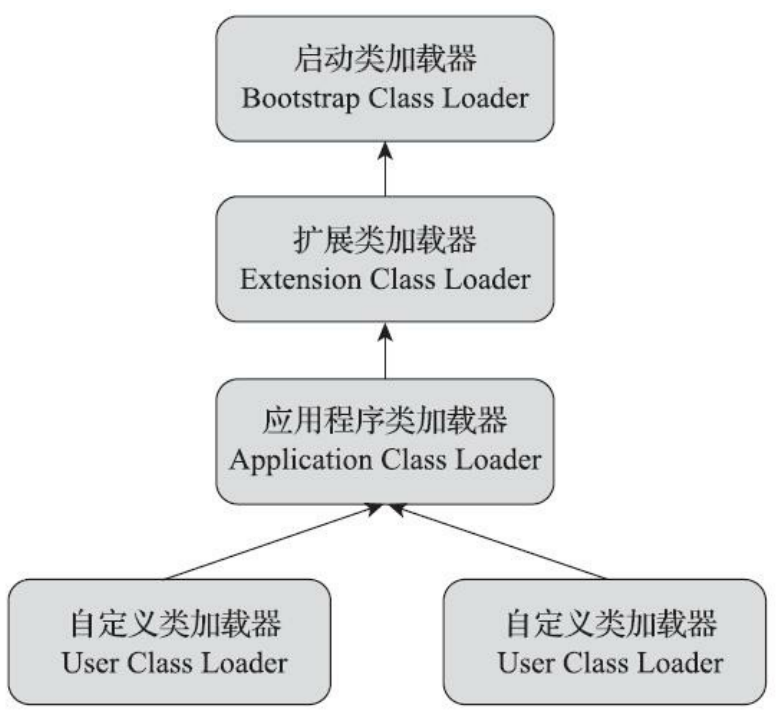 启动类加载器
Bootstrap Class Loader
扩展类加载器
Extension Class Loader
应用程序类加载器
Application Class Loader
自定义类加载器
User Class Loader
自定义类加载器
User Class Loader